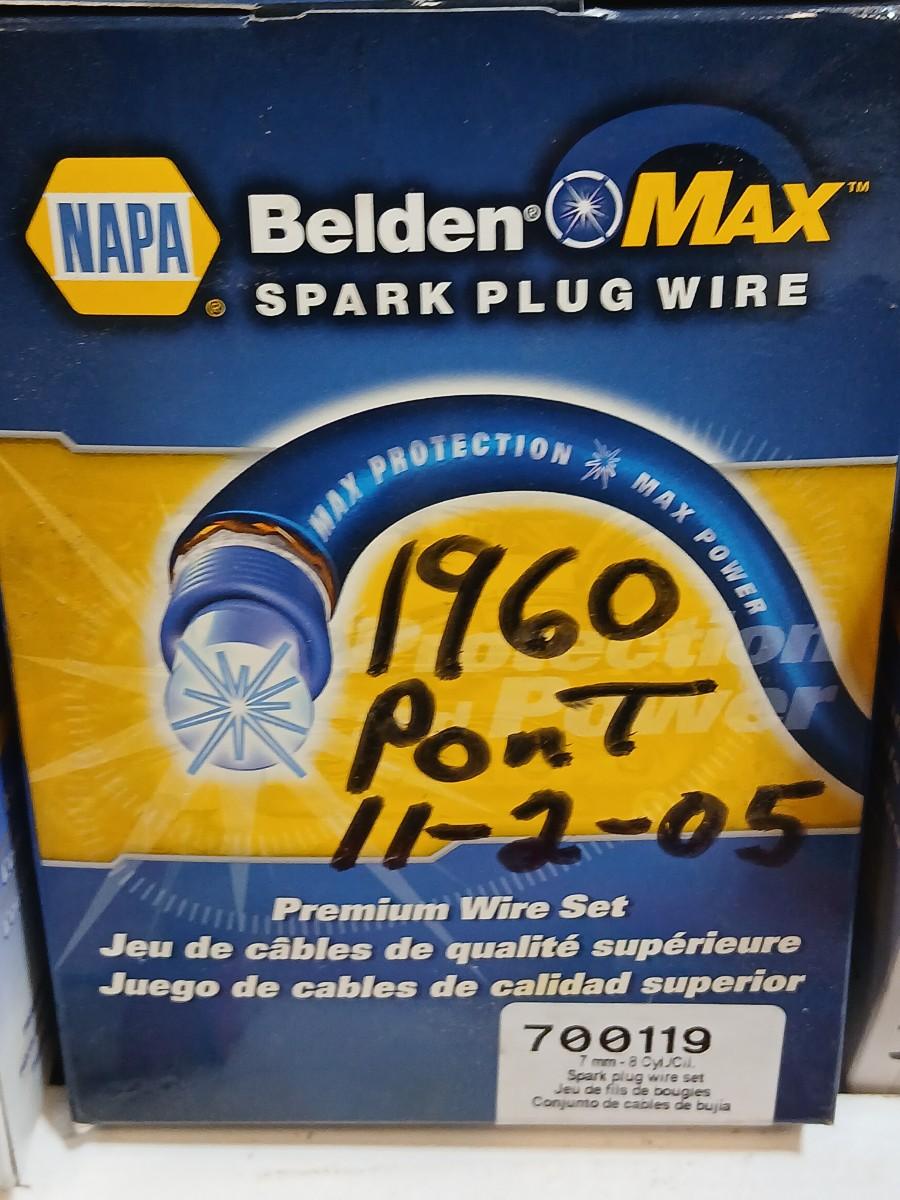 NAPA®
Belden® MAX™
SPARK PLUG WIRE
MAX PROTECTION MAX POWER
1960
PonT
11-2-05
Protection
Power
Premium Wire Set
Jeu de câbles de qualité supérieure
Juego de cables de calidad superior
700119
7 mm - 8 Cyl./Cil.
Spark plug wire set
Jeu de fils de bougies
Conjunto de cables de bujía